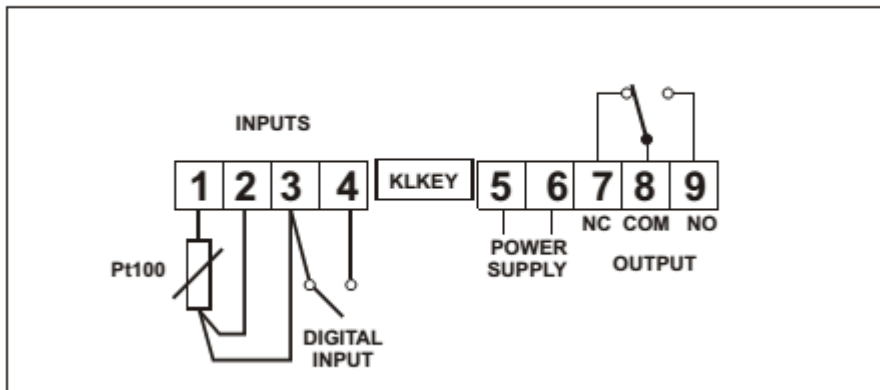 INPUTS
1 2 3 4 KLKEY 5 6 7 8 9
NC COM NO
POWER
SUPPLY
OUTPUT
Pt100
DIGITAL
INPUT